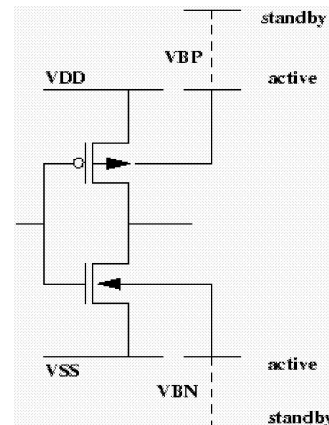 standby
VBP
VDD
active
VSS
active
VBN
standby